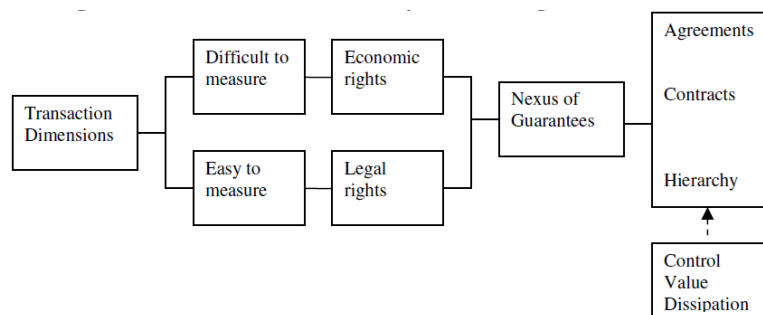 Transaction
Dimensions
Difficult to
measure
Economic
rights
Easy to
measure
Legal
rights
Nexus of
Guarantees
Agreements
Contracts
Hierarchy
Control
Value
Dissipation